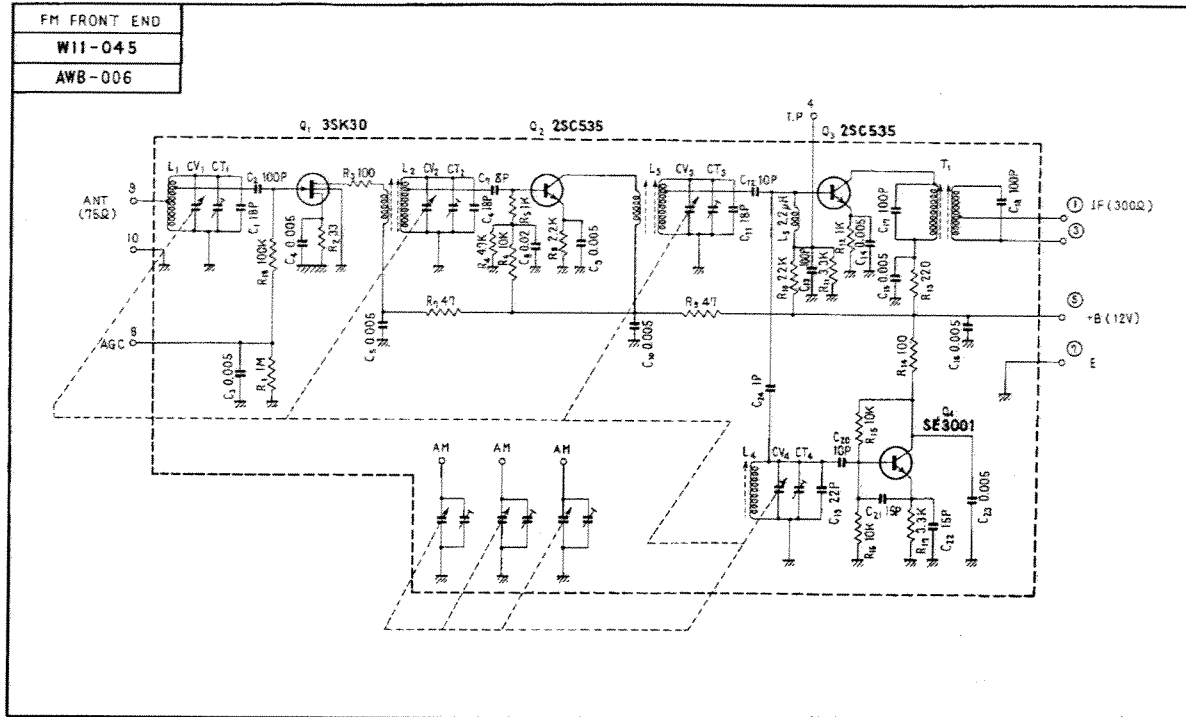 FM FRONT END
W11-045
AWB-006
4
T.P
Q1 3SK30
Q2 2SC535
Q3 2SC535
L1 CV1 CT1
C2 100P
R3 100
L2 CV2 CT2
C7 8P
CV3 CT3
C12 10P
T1
9
ANT
(75Ω)
10
C1 18P
R18 100K
C4 0.005
R2 33
18P
R5 1K
R4 47K
R6 10K
C8 0.02
R8 2.2K
0.005
C11 18P
2.2μH
R10 22K
100P
R11 3.3K
1K
C14 0.005
C17 100P
C15 0.005
R13 220
C18 100P
① IF (300Ω)
③
R7 47
47
⑤
+B (12V)
8
AGC
C3 0.005
R1 1M
C5 0.005
C10 0.005
C16 0.005
R14 100
⑦
E
C24 1P
Q4
SE3001
R15 10K
AM
AM
AM
L4
CV4 CT4
C20
10P
C19 22P
C21 15P
R16 10K
R17 3.3K
C22 15P
C23 0.005